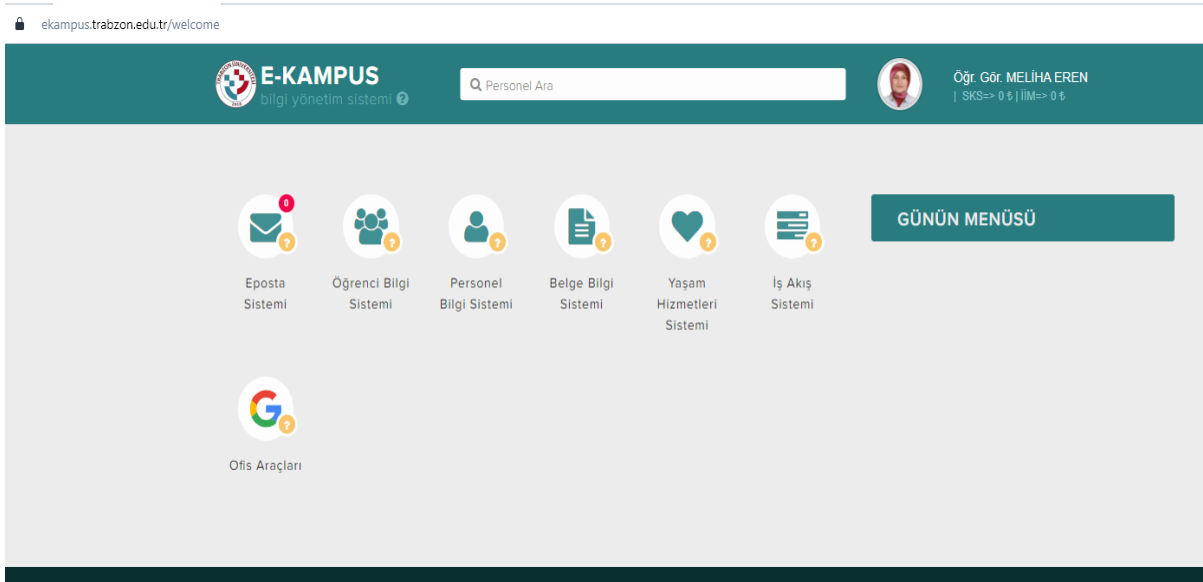 ekampus.trabzon.edu.tr/welcome
E-KAMPUS
bilgi yönetim sistemi ?
Personel Ara
Öğr. Gör. MELİHA EREN
| SKS=> 0 ₺ | İİM=> 0 ₺
0
? ? ? ? ? ?
Eposta
Sistemi
Öğrenci Bilgi
Sistemi
Personel
Bilgi Sistemi
Belge Bilgi
Sistemi
Yaşam
Hizmetleri
Sistemi
İş Akış
Sistemi
GÜNÜN MENÜSÜ
G ?
Ofis Araçları